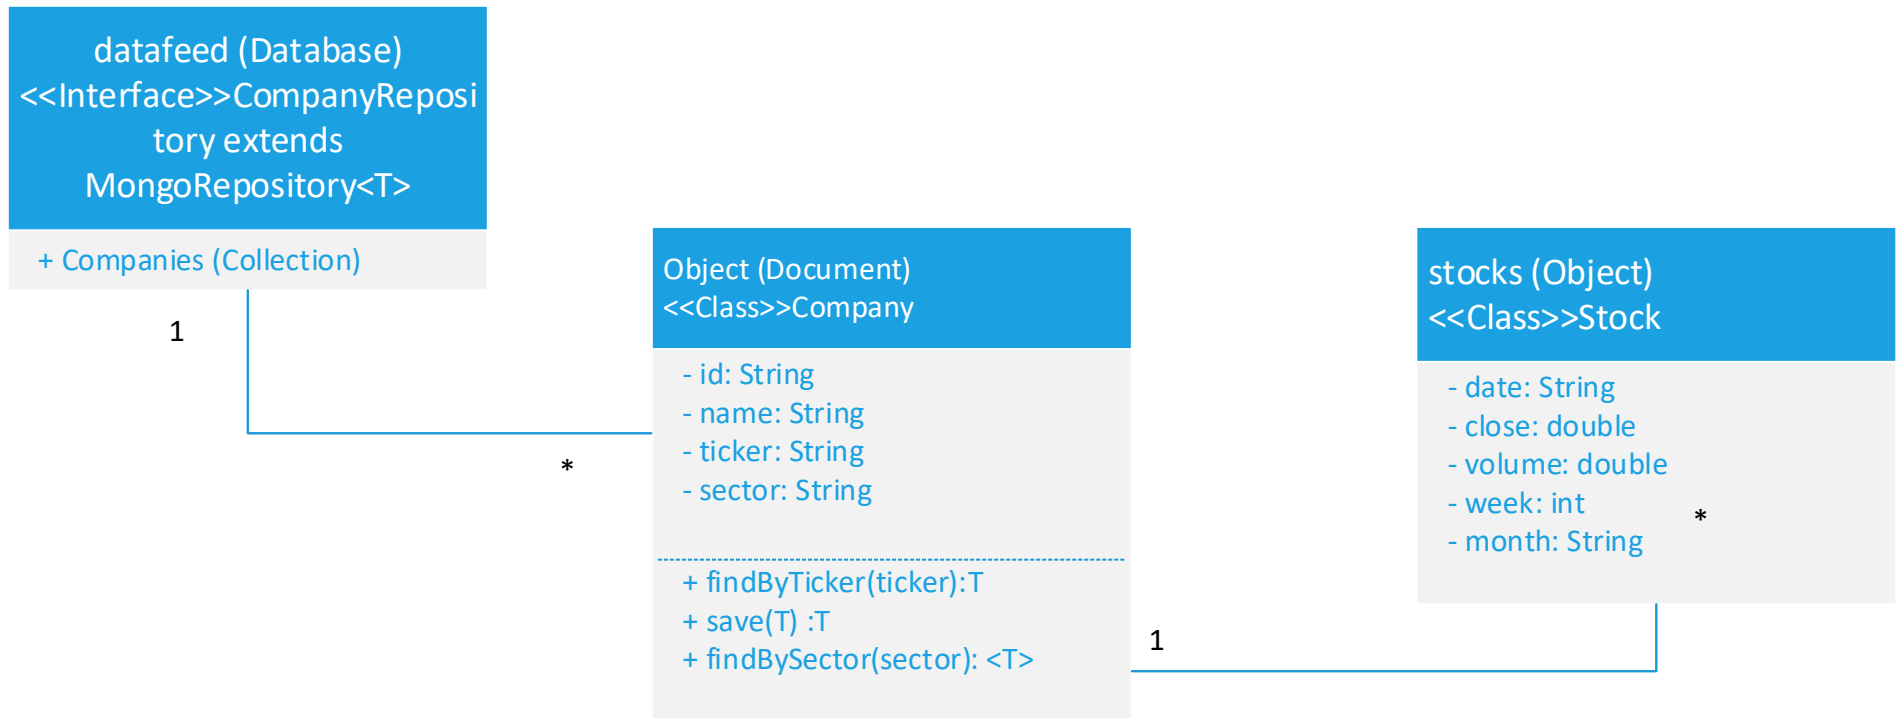 datafeed (Database)
<<Interface>>CompanyReposi
tory extends
MongoRepository<T>
+ Companies (Collection)
1
*
Object (Document)
<<Class>>Company
- id: String
- name: String
- ticker: String
- sector: String
+ findByTicker(ticker):T
+ save(T) :T
+ findBySector(sector): <T>
1
stocks (Object)
<<Class>>Stock
- date: String
- close: double
- volume: double
- week: int
*
- month: String